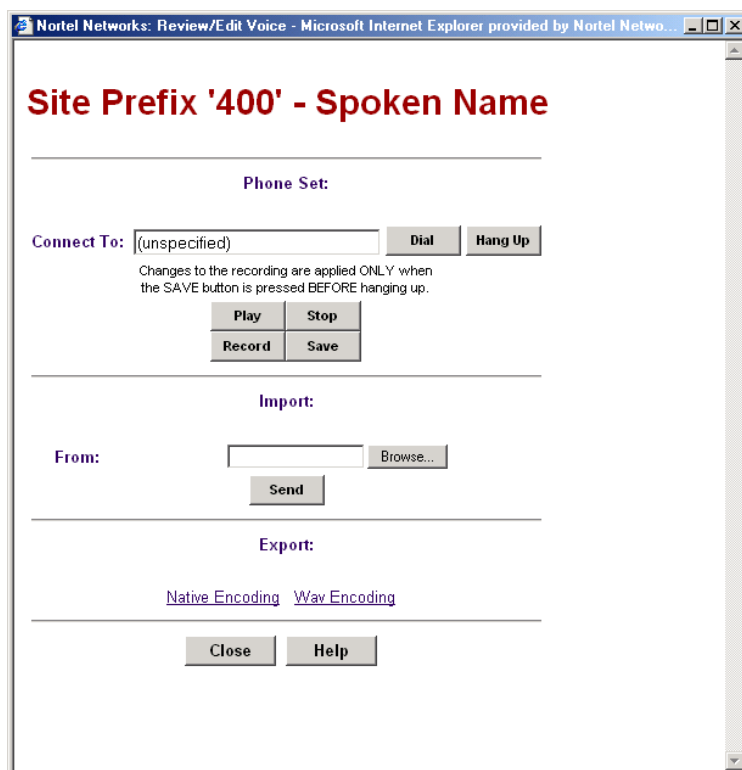 Nortel Networks: Review/Edit Voice - Microsoft Internet Explorer provided by Nortel Netwo...
Site Prefix '400' - Spoken Name
Phone Set:
Connect To: (unspecified) Dial Hang Up
Changes to the recording are applied ONLY when
the SAVE button is pressed BEFORE hanging up.
Play Stop
Record Save
Import:
From: Browse...
Send
Export:
Native Encoding Wav Encoding
Close Help